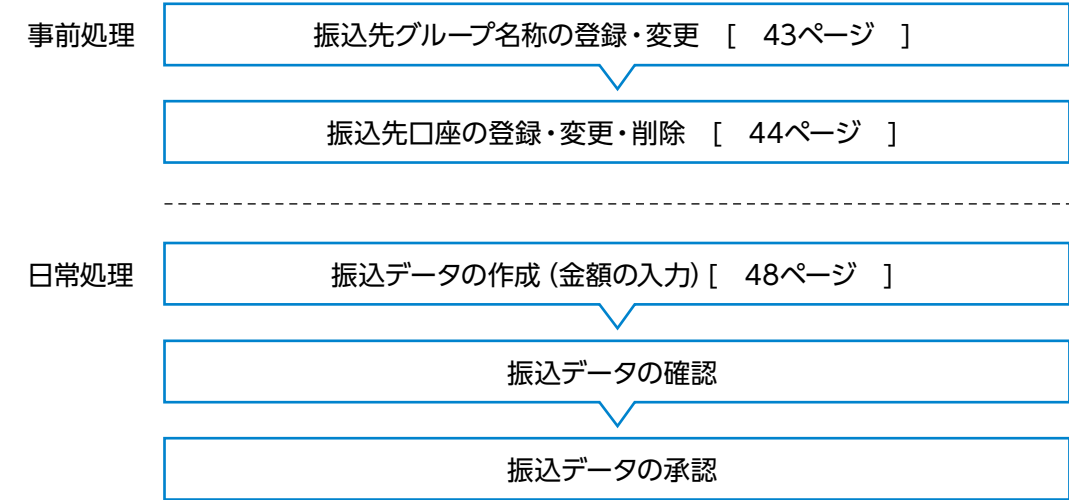 事前処理
振込先グループ名称の登録・変更 [ 43ページ ]
振込先口座の登録・変更・削除 [ 44ページ ]
日常処理
振込データの作成（金額の入力）[ 48ページ ]
振込データの確認
振込データの承認